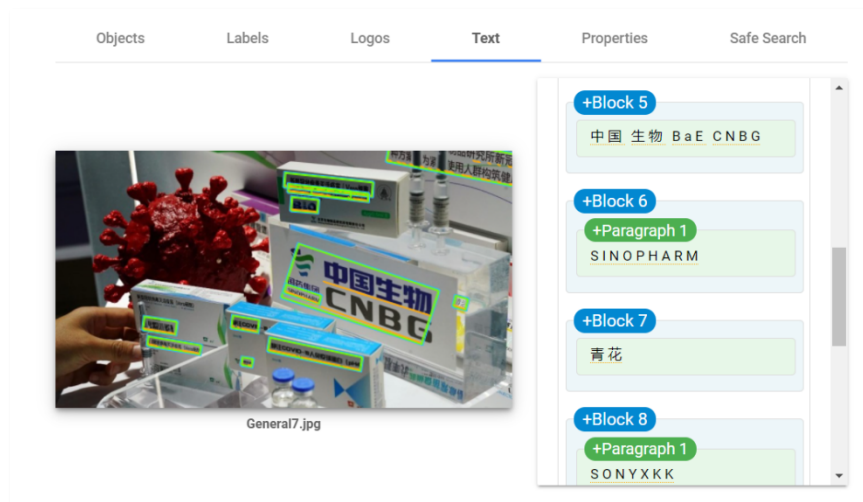 Objects Labels Logos Text Properties Safe Search
中国生物
CNBG
General7.jpg
+Block 5
中国 生物 BaE CNBG
+Block 6
+Paragraph 1
SINOPHARM
+Block 7
青花
+Block 8
+Paragraph 1
SONYXKK